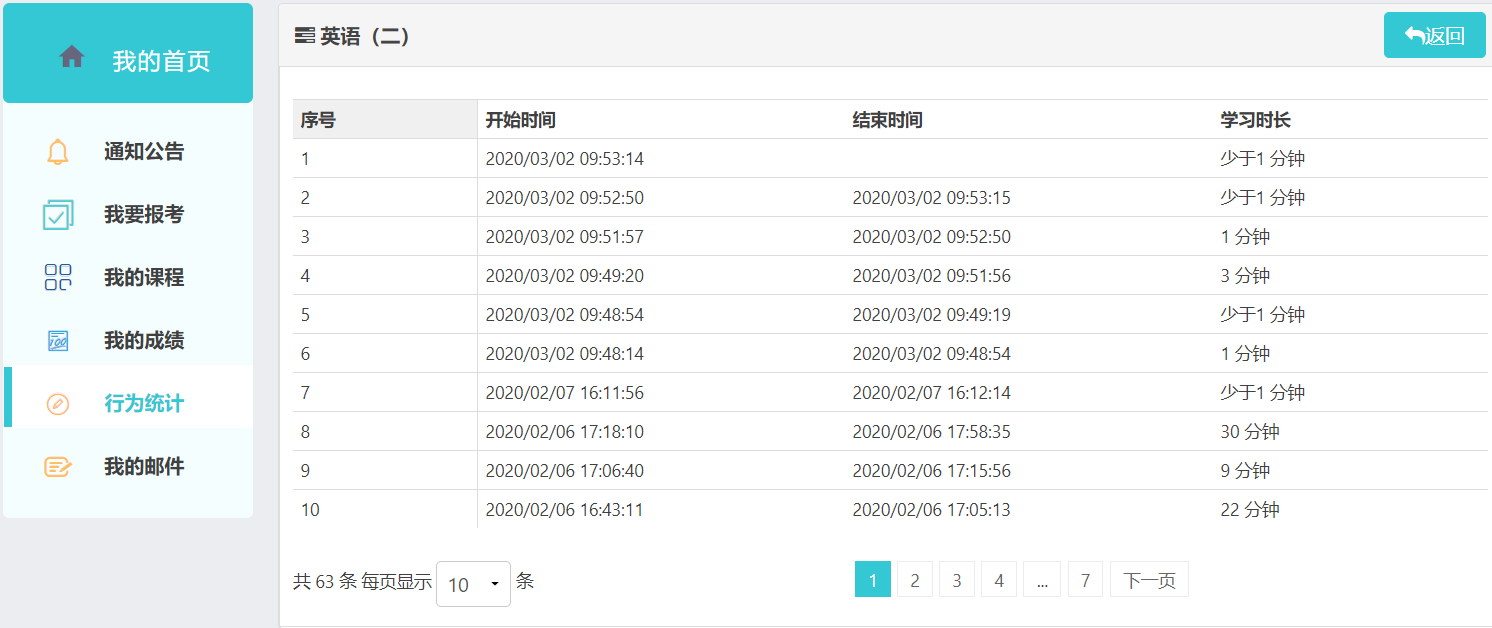 我的首页
通知公告
我要报考
我的课程
100
我的成绩
行为统计
我的邮件
英语（二）
返回
序号 开始时间 结束时间 学习时长
1 2020/03/02 09:53:14 少于1 分钟
2 2020/03/02 09:52:50 2020/03/02 09:53:15 少于1 分钟
3 2020/03/02 09:51:57 2020/03/02 09:52:50 1 分钟
4 2020/03/02 09:49:20 2020/03/02 09:51:56 3 分钟
5 2020/03/02 09:48:54 2020/03/02 09:49:19 少于1 分钟
6 2020/03/02 09:48:14 2020/03/02 09:48:54 1 分钟
7 2020/02/07 16:11:56 2020/02/07 16:12:14 少于1 分钟
8 2020/02/06 17:18:10 2020/02/06 17:58:35 30 分钟
9 2020/02/06 17:06:40 2020/02/06 17:15:56 9 分钟
10 2020/02/06 16:43:11 2020/02/06 17:05:13 22 分钟
共 63 条 每页显示 10 条 1 2 3 4 ... 7 下一页